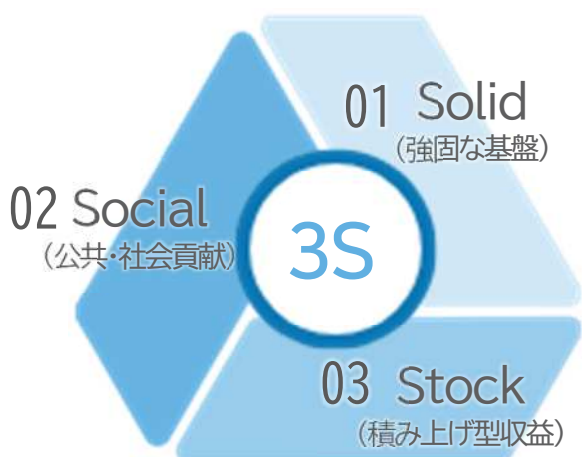 01 Solid
(強固な基盤)
02 Social
(公共・社会貢献)
3S
03 Stock
(積み上げ型収益)